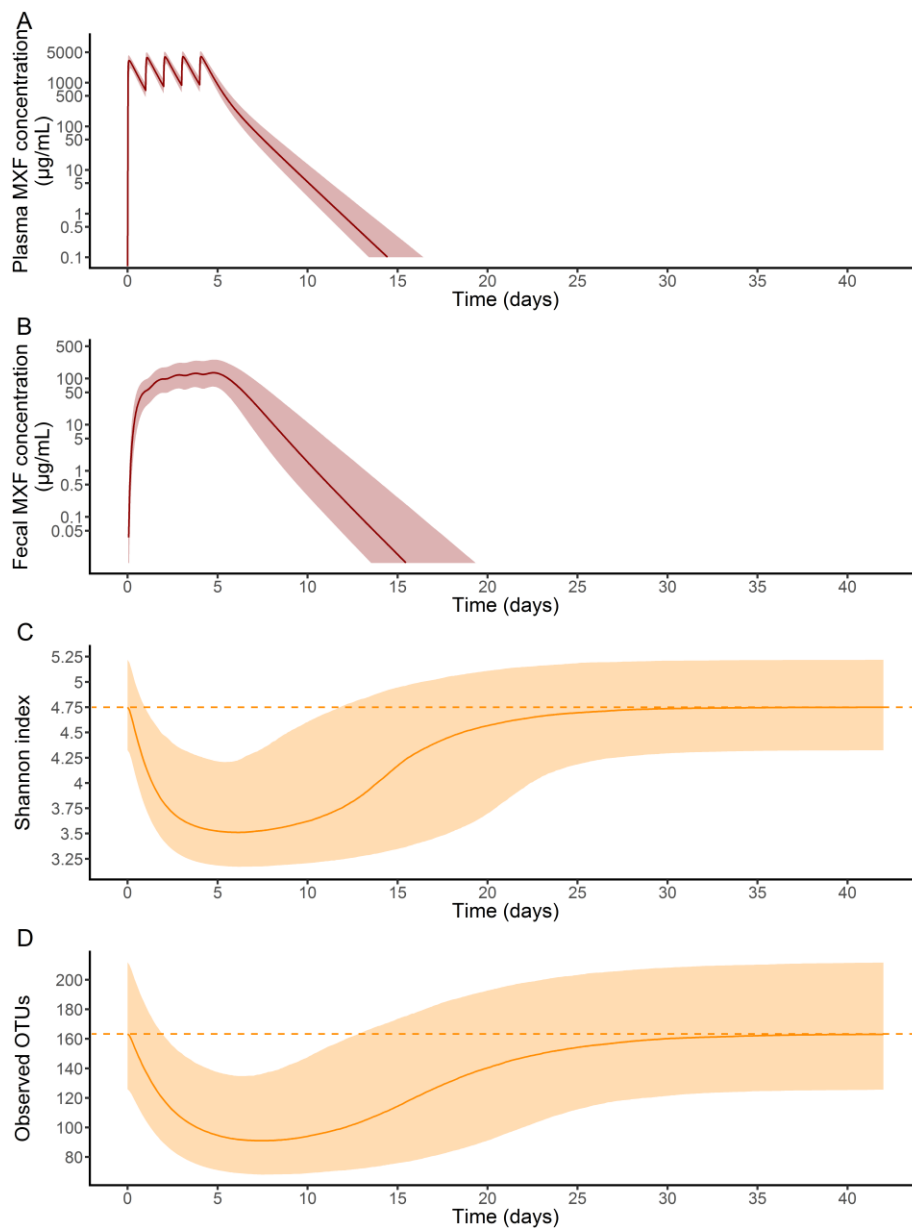 A
Plasma MXF concentration
(µg/mL)
5000
1000
500
100
50
10
5
1
0.5
0.1
0 5 10 15 20 25 30 35 40
Time (days)
B
Fecal MXF concentration
(µg/mL)
500
100
50
10
5
1
0.5
0.1
0.05
0 5 10 15 20 25 30 35 40
Time (days)
C
Shannon index
5.25
5
4.75
4.5
4.25
4
3.75
3.5
3.25
0 5 10 15 20 25 30 35 40
Time (days)
D
Observed OTUs
200
180
160
140
120
100
80
0 5 10 15 20 25 30 35 40
Time (days)